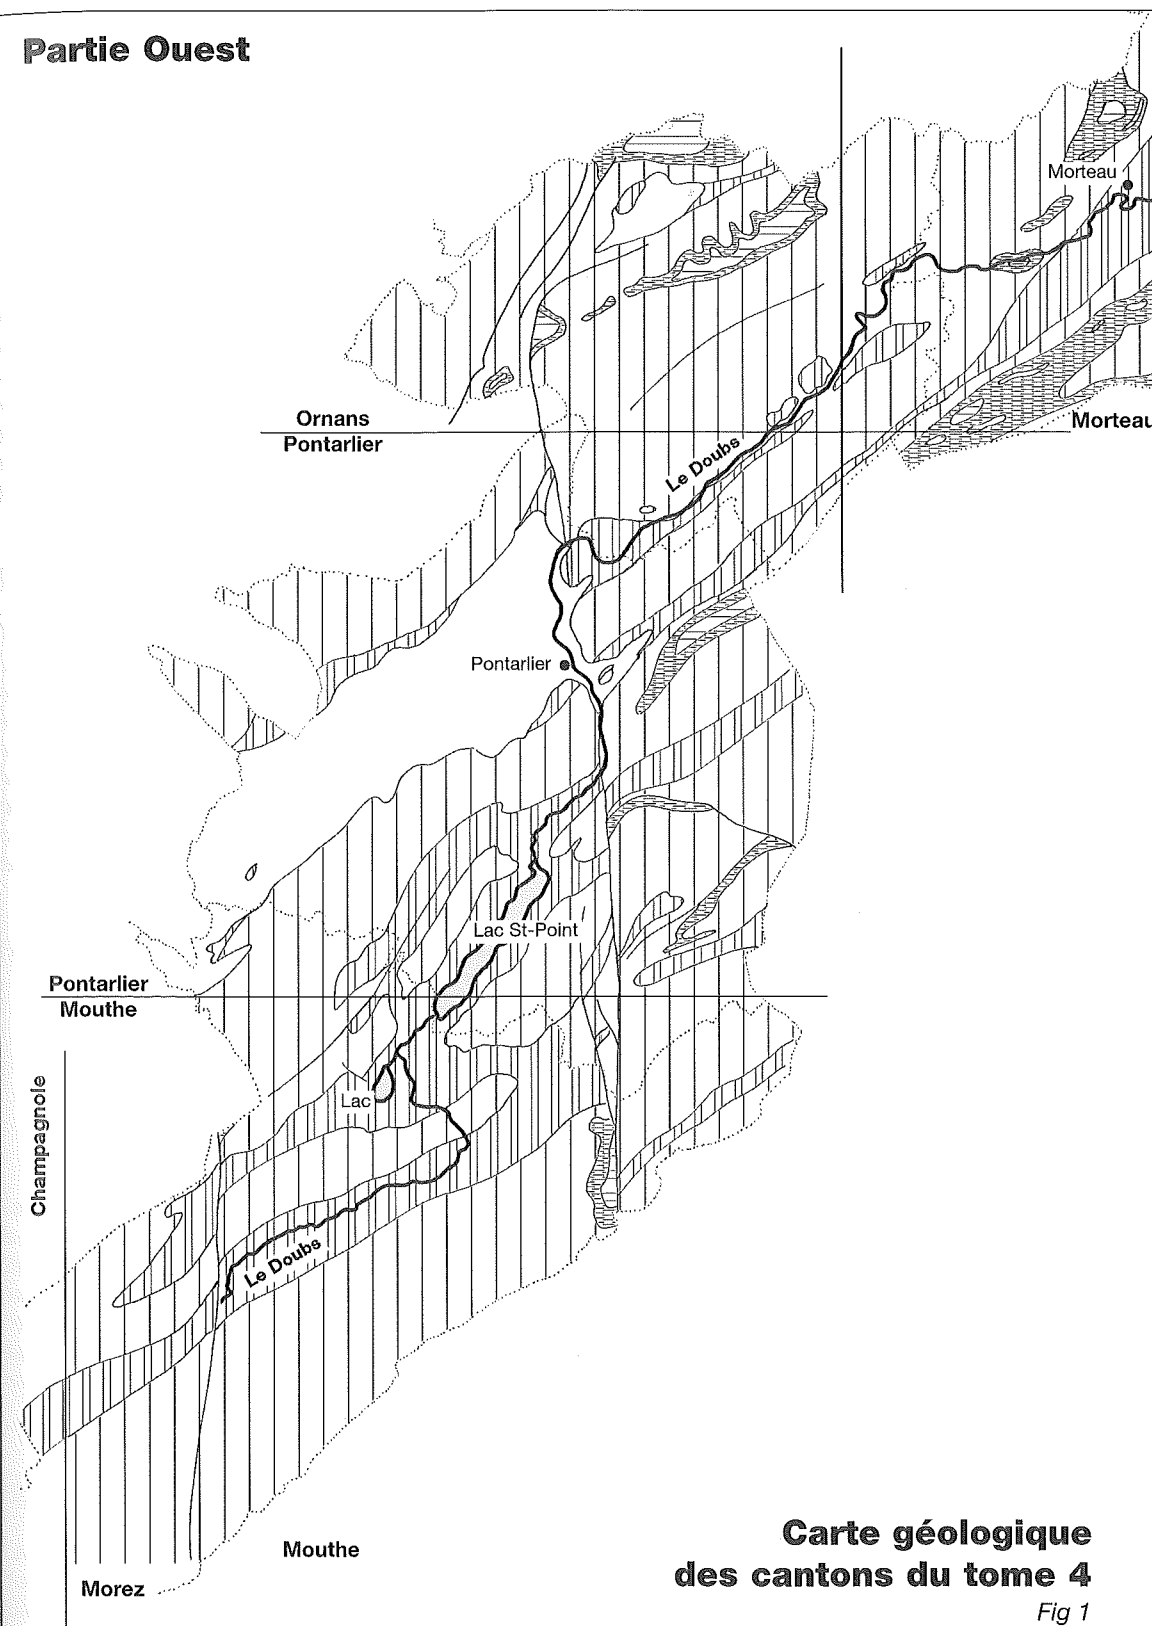 Partie Ouest
Morteau
Ornans
Pontarlier
Morteau
Le Doubs
Pontarlier
Lac St-Point
Pontarlier
Mouthe
Champagnole
Lac
Le Doubs
Mouthe
Morez
Carte géologique
des cantons du tome 4
Fig 1